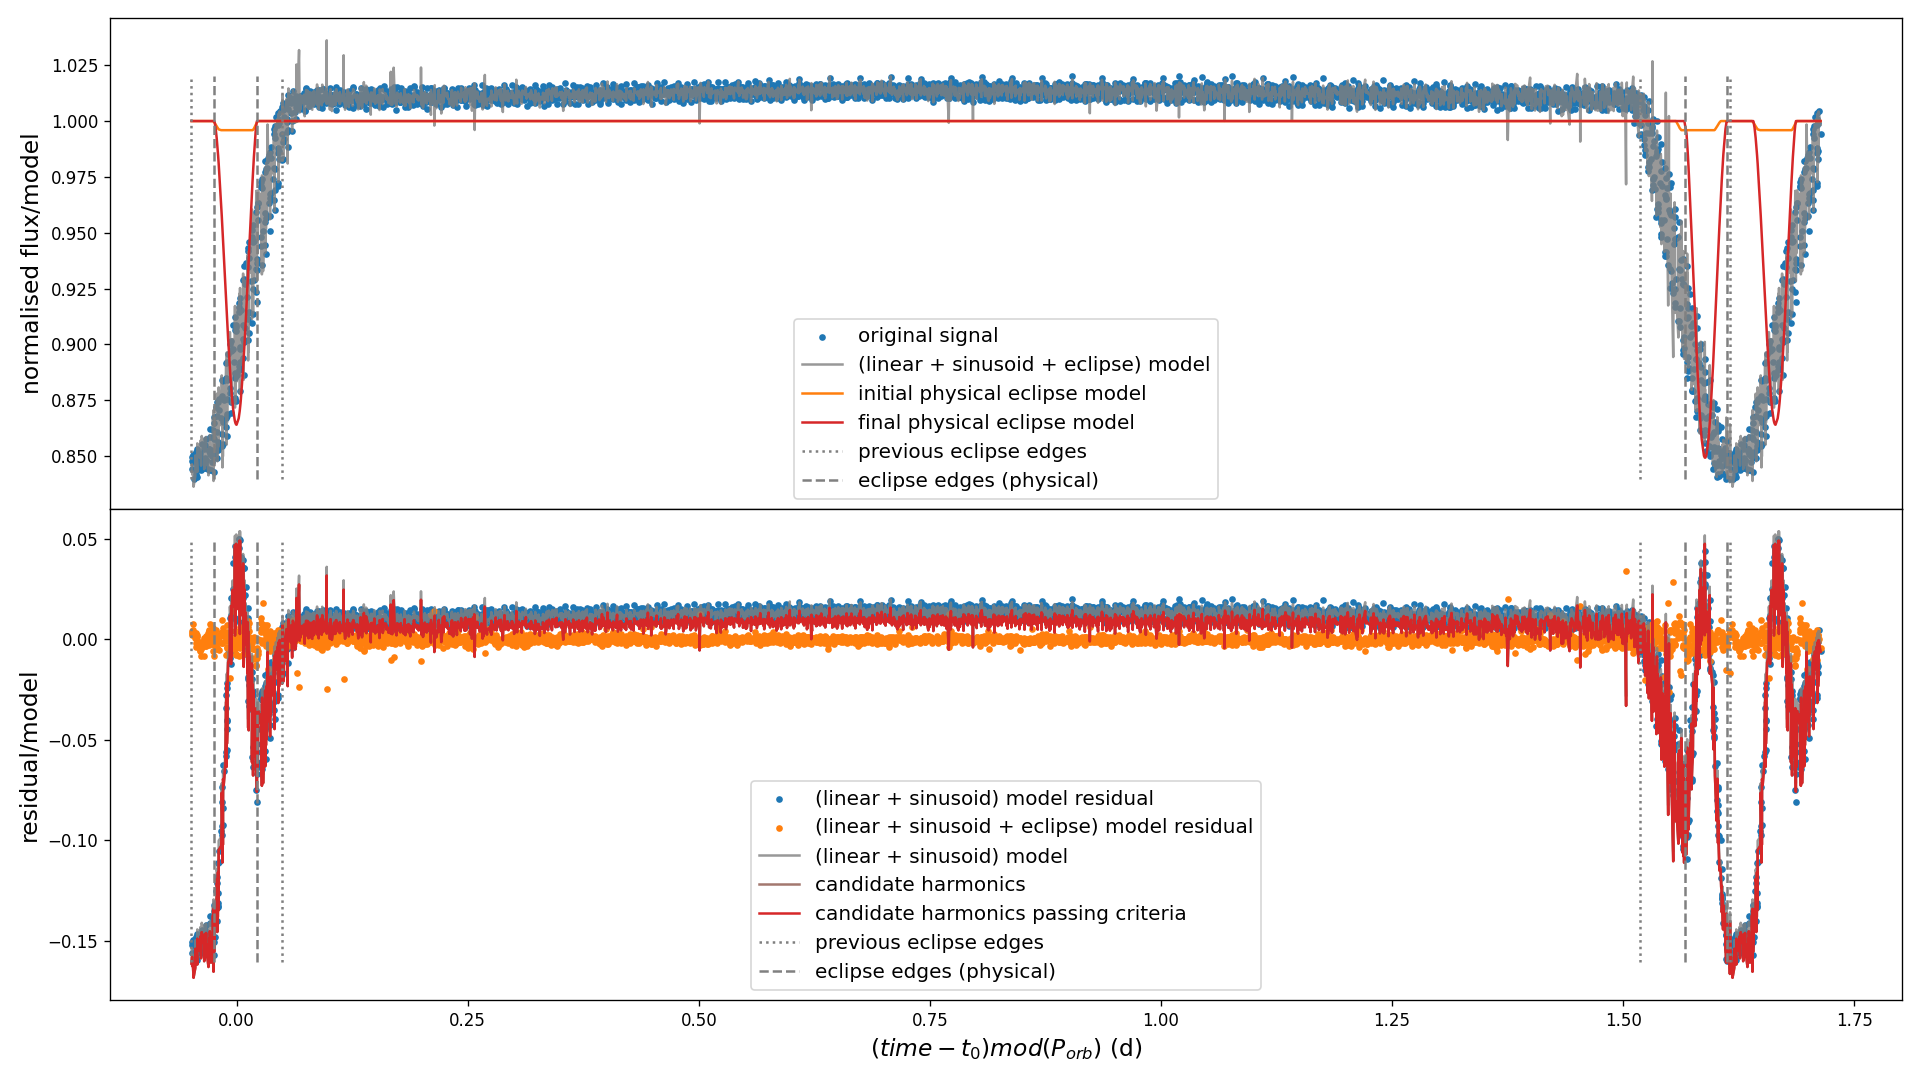 1.025
1.000
0.975
0.950
0.925
0.900
0.875
0.850
normalised flux/model
original signal
(linear + sinusoid + eclipse) model
initial physical eclipse model
final physical eclipse model
previous eclipse edges
eclipse edges (physical)
0.05
0.00
−0.05
−0.10
−0.15
residual/model
(linear + sinusoid) model residual
(linear + sinusoid + eclipse) model residual
(linear + sinusoid) model
candidate harmonics
candidate harmonics passing criteria
previous eclipse edges
eclipse edges (physical)
0.00 0.25 0.50 0.75 1.00 1.25 1.50 1.75
(time − t₀)mod(P_orb) (d)